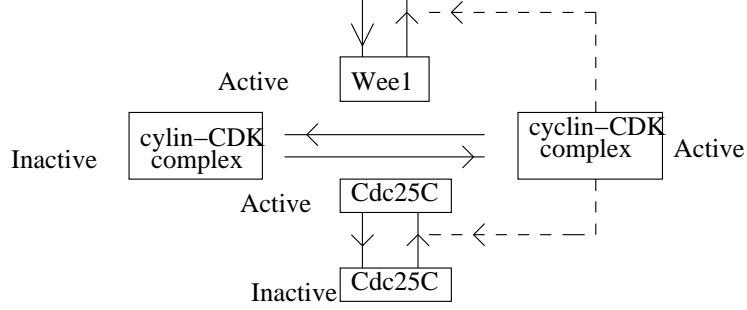 Active
Wee1
cylin-CDK
complex
Inactive
cyclin-CDK
complex
Active
Active
Cdc25C
Inactive
Cdc25C